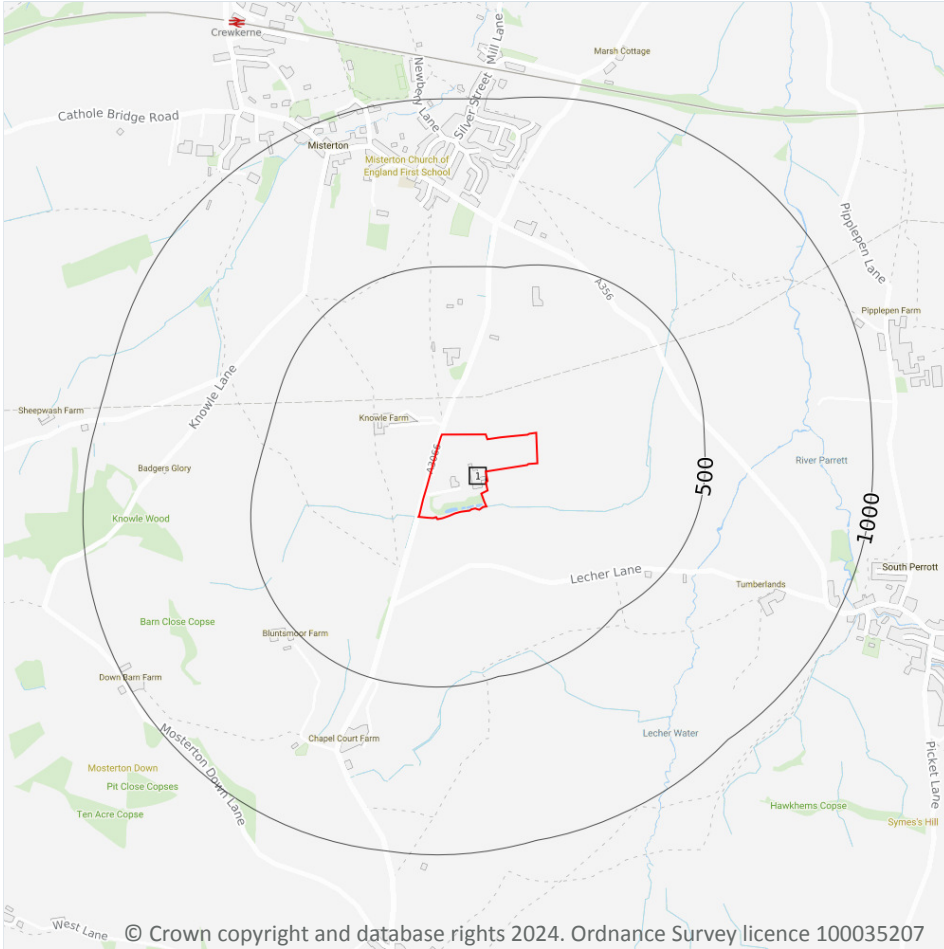 Crewkerne
Mill Lane
Marsh Cottage
Newbery Lane
Silver Street
Cathole Bridge Road
Misterton
Misterton Church of
England First School
Pipplepen Lane
A356
Pipplepen Farm
Knowle Lane
Sheepwash Farm
Knowle Farm
A3066
Badgers Glory
1
500
River Parrett
1000
Knowle Wood
South Perrott
Lecher Lane
Tumberlands
Barn Close Copse
Bluntsmoor Farm
Down Barn Farm
Chapel Court Farm
Lecher Water
Mosterton Down Lane
Mosterton Down
Pit Close Copses
Ten Acre Copse
Picket Lane
Hawkhems Copse
Symes's Hill
West Lane
© Crown copyright and database rights 2024. Ordnance Survey licence 100035207